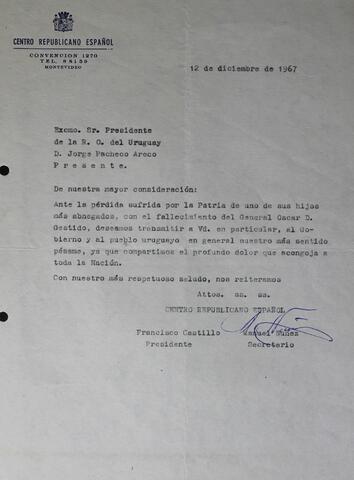 CENTRO REPUBLICANO ESPAÑOL
CONVENCION 1270
TEL. 88159
MONTEVIDEO
12 de diciembre de 1967
Excmo. Sr. Presidente
de la R. O. del Uruguay
D. Jorge Pacheco Areco
P r e s e n t e.
De nuestra mayor consideración:
Ante la pérdida sufrida por la Patria de uno de sus hijos
más abnegados, con el fallecimiento del General Oscar D.
Gestido, deseamos transmitir a Vd. en particular, al Go-
bierno y al pueblo uruguayo en general nuestro más sentido
pésame, ya que compartimos el profundo dolor que acongoja a
toda la Nación.
Con nuestro más respetuoso saludo, nos reiteramos
Attos. ss. ss.
CENTRO REPUBLICANO ESPAÑOL
Francisco Castillo Manuel Núñez
Presidente Secretario